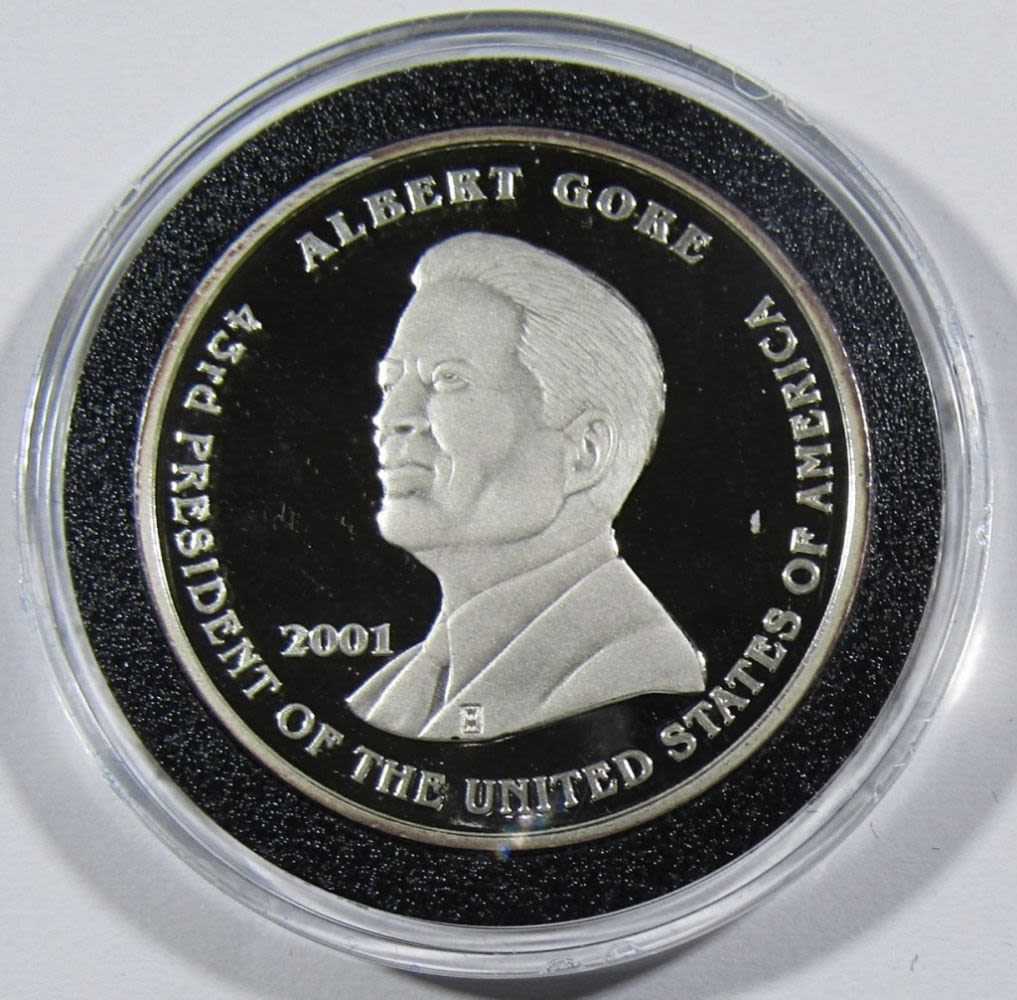 ALBERT GORE
43rd PRESIDENT OF THE UNITED STATES OF AMERICA
2001